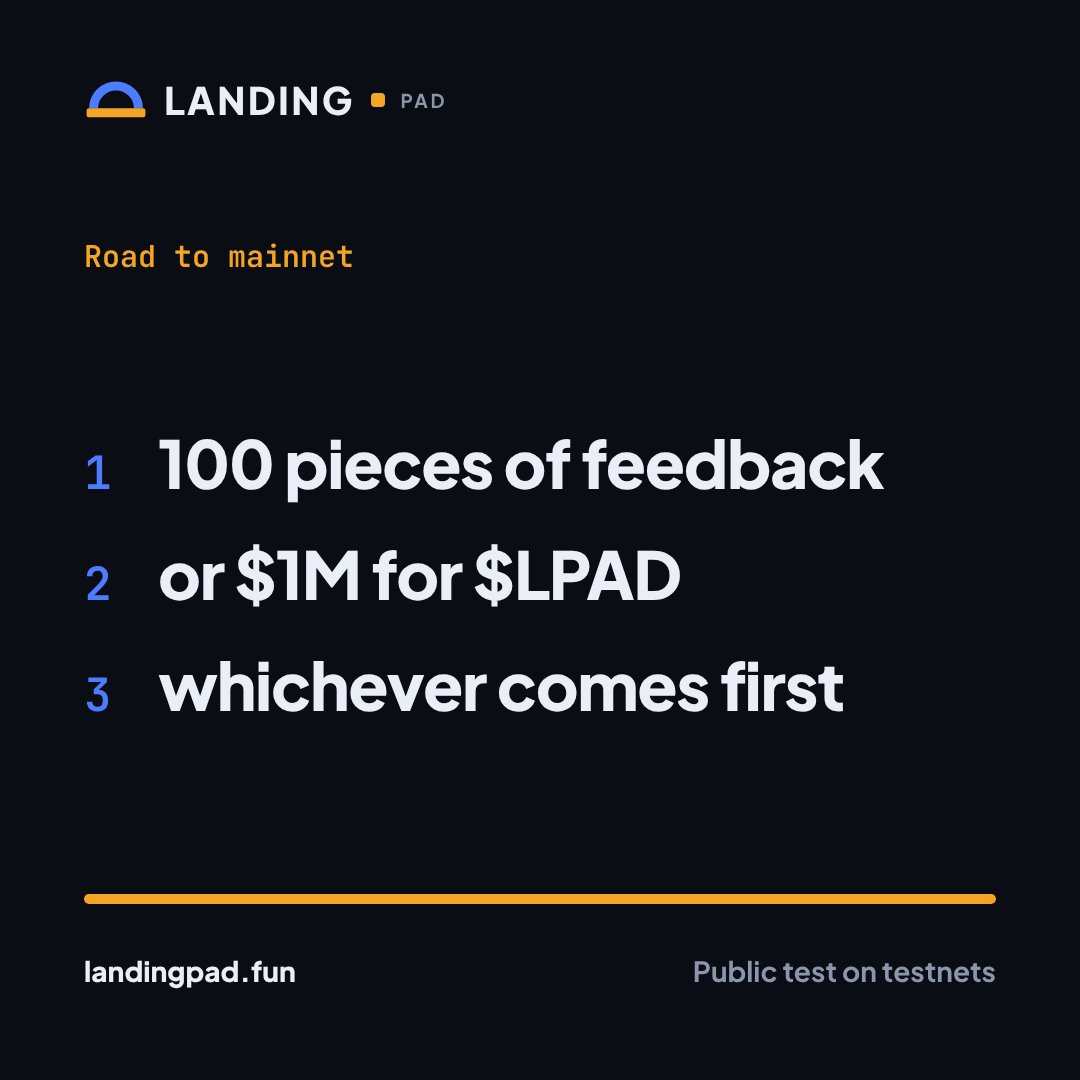 LANDING PAD
Road to mainnet
1 100 pieces of feedback
2 or $1M for $LPAD
3 whichever comes first
landingpad.fun
Public test on testnets